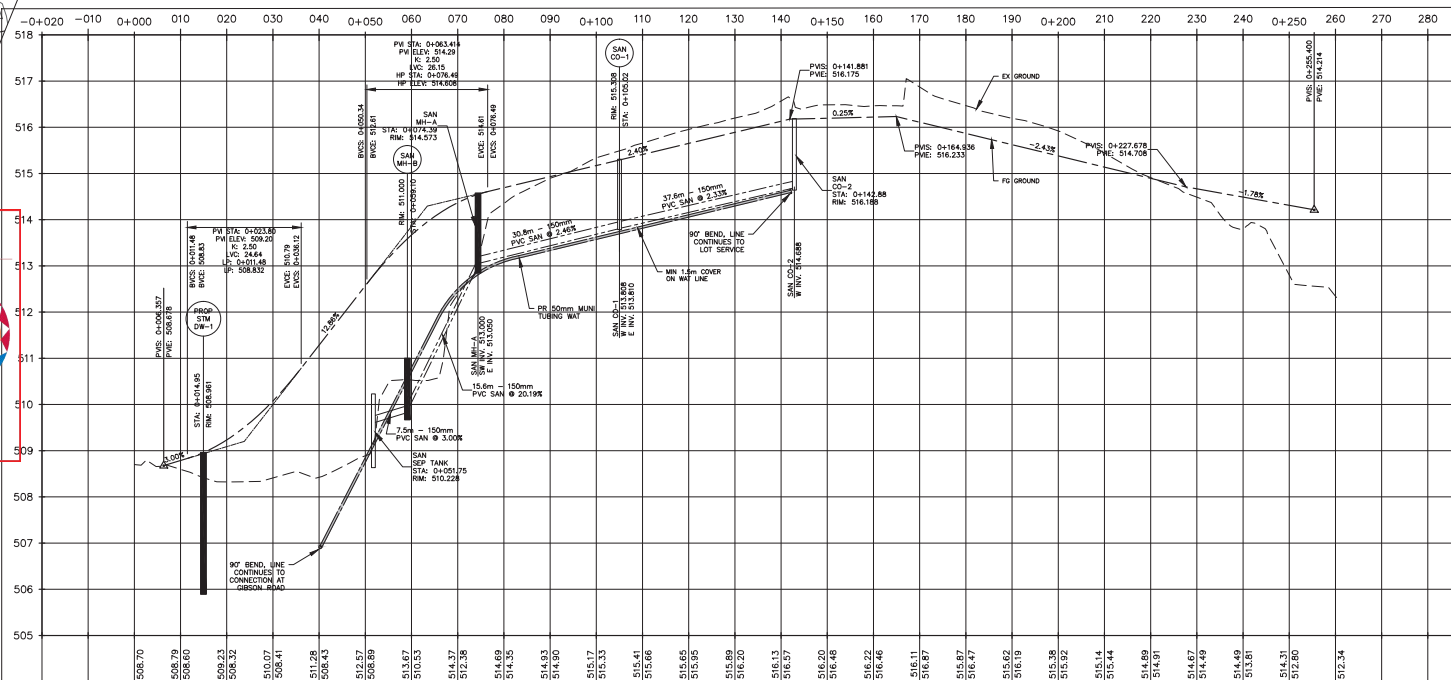 -0+020 -010 0+000 010 020 030 040 0+050 060 070 080 090 0+100 110 120 130 140 0+150 160 170 180 190 0+200 210 220 230 240 0+250 260 270 280
518
517
516
515
514
513
512
511
510
509
508
507
506
505
PVIS: 0+006.357
PVIE: 508.678
3.00%
PROP
STM
DW-1
STA: 0+014.95
RIM: 508.961
PVI STA: 0+023.80
PVI ELEV: 509.20
K: 2.50
LVC: 24.64
LP: 0+011.48
LP: 508.832
BVCS: 0+011.48
BVCE: 508.83
EVCE: 510.79
EVCS: 0+036.12
12.86%
90° BEND, LINE
CONTINUES TO
CONNECTION AT
GIBSON ROAD
PVI STA: 0+063.414
PVI ELEV: 514.29
K: 2.50
LVC: 26.15
HP STA: 0+076.49
HP ELEV: 514.608
BVCS: 0+050.34
BVCE: 512.61
EVCE: 514.61
EVCS: 0+076.49
SAN
MH-A
STA: 0+074.39
RIM: 514.573
SAN
MH-B
RIM: 511.000
STA: 0+059.10
SAN
SEP TANK
STA: 0+051.75
RIM: 510.228
7.5m - 150mm
PVC SAN @ 3.00%
15.6m - 150mm
PVC SAN @ 20.19%
SAN MH-A
SW INV. 513.000
E INV. 513.050
PR 50mm MUNI
TUBING WAT
30.8m - 150mm
PVC SAN @ 2.46%
SAN
CO-1
RIM: 515.308
STA: 0+105.02
2.40%
SAN CO-1
W INV. 513.808
E INV. 513.810
MIN 1.5m COVER
ON WAT LINE
37.6m - 150mm
PVC SAN @ 2.33%
90° BEND, LINE
CONTINUES TO
LOT SERVICE
SAN CO-2
W INV. 514.688
PVIS: 0+141.881
PVIE: 516.175
0.25%
SAN
CO-2
STA: 0+142.88
RIM: 516.188
PVIS: 0+164.936
PVIE: 516.233
EX GROUND
FG GROUND
-2.43%
PVIS: 0+227.678
PVIE: 514.708
-1.78%
PVIS: 0+255.400
PVIE: 514.214
508.70
508.79
508.60
509.23
508.32
510.07
508.41
511.28
508.43
512.57
508.89
513.67
510.53
514.37
512.38
514.69
514.35
514.93
514.90
515.17
515.33
515.41
515.66
515.65
515.95
515.89
516.20
516.13
516.57
516.20
516.48
516.22
516.46
516.11
516.87
515.87
516.47
515.62
516.19
515.38
515.92
515.14
515.44
514.89
514.91
514.67
514.49
514.49
513.81
514.31
512.80
512.34